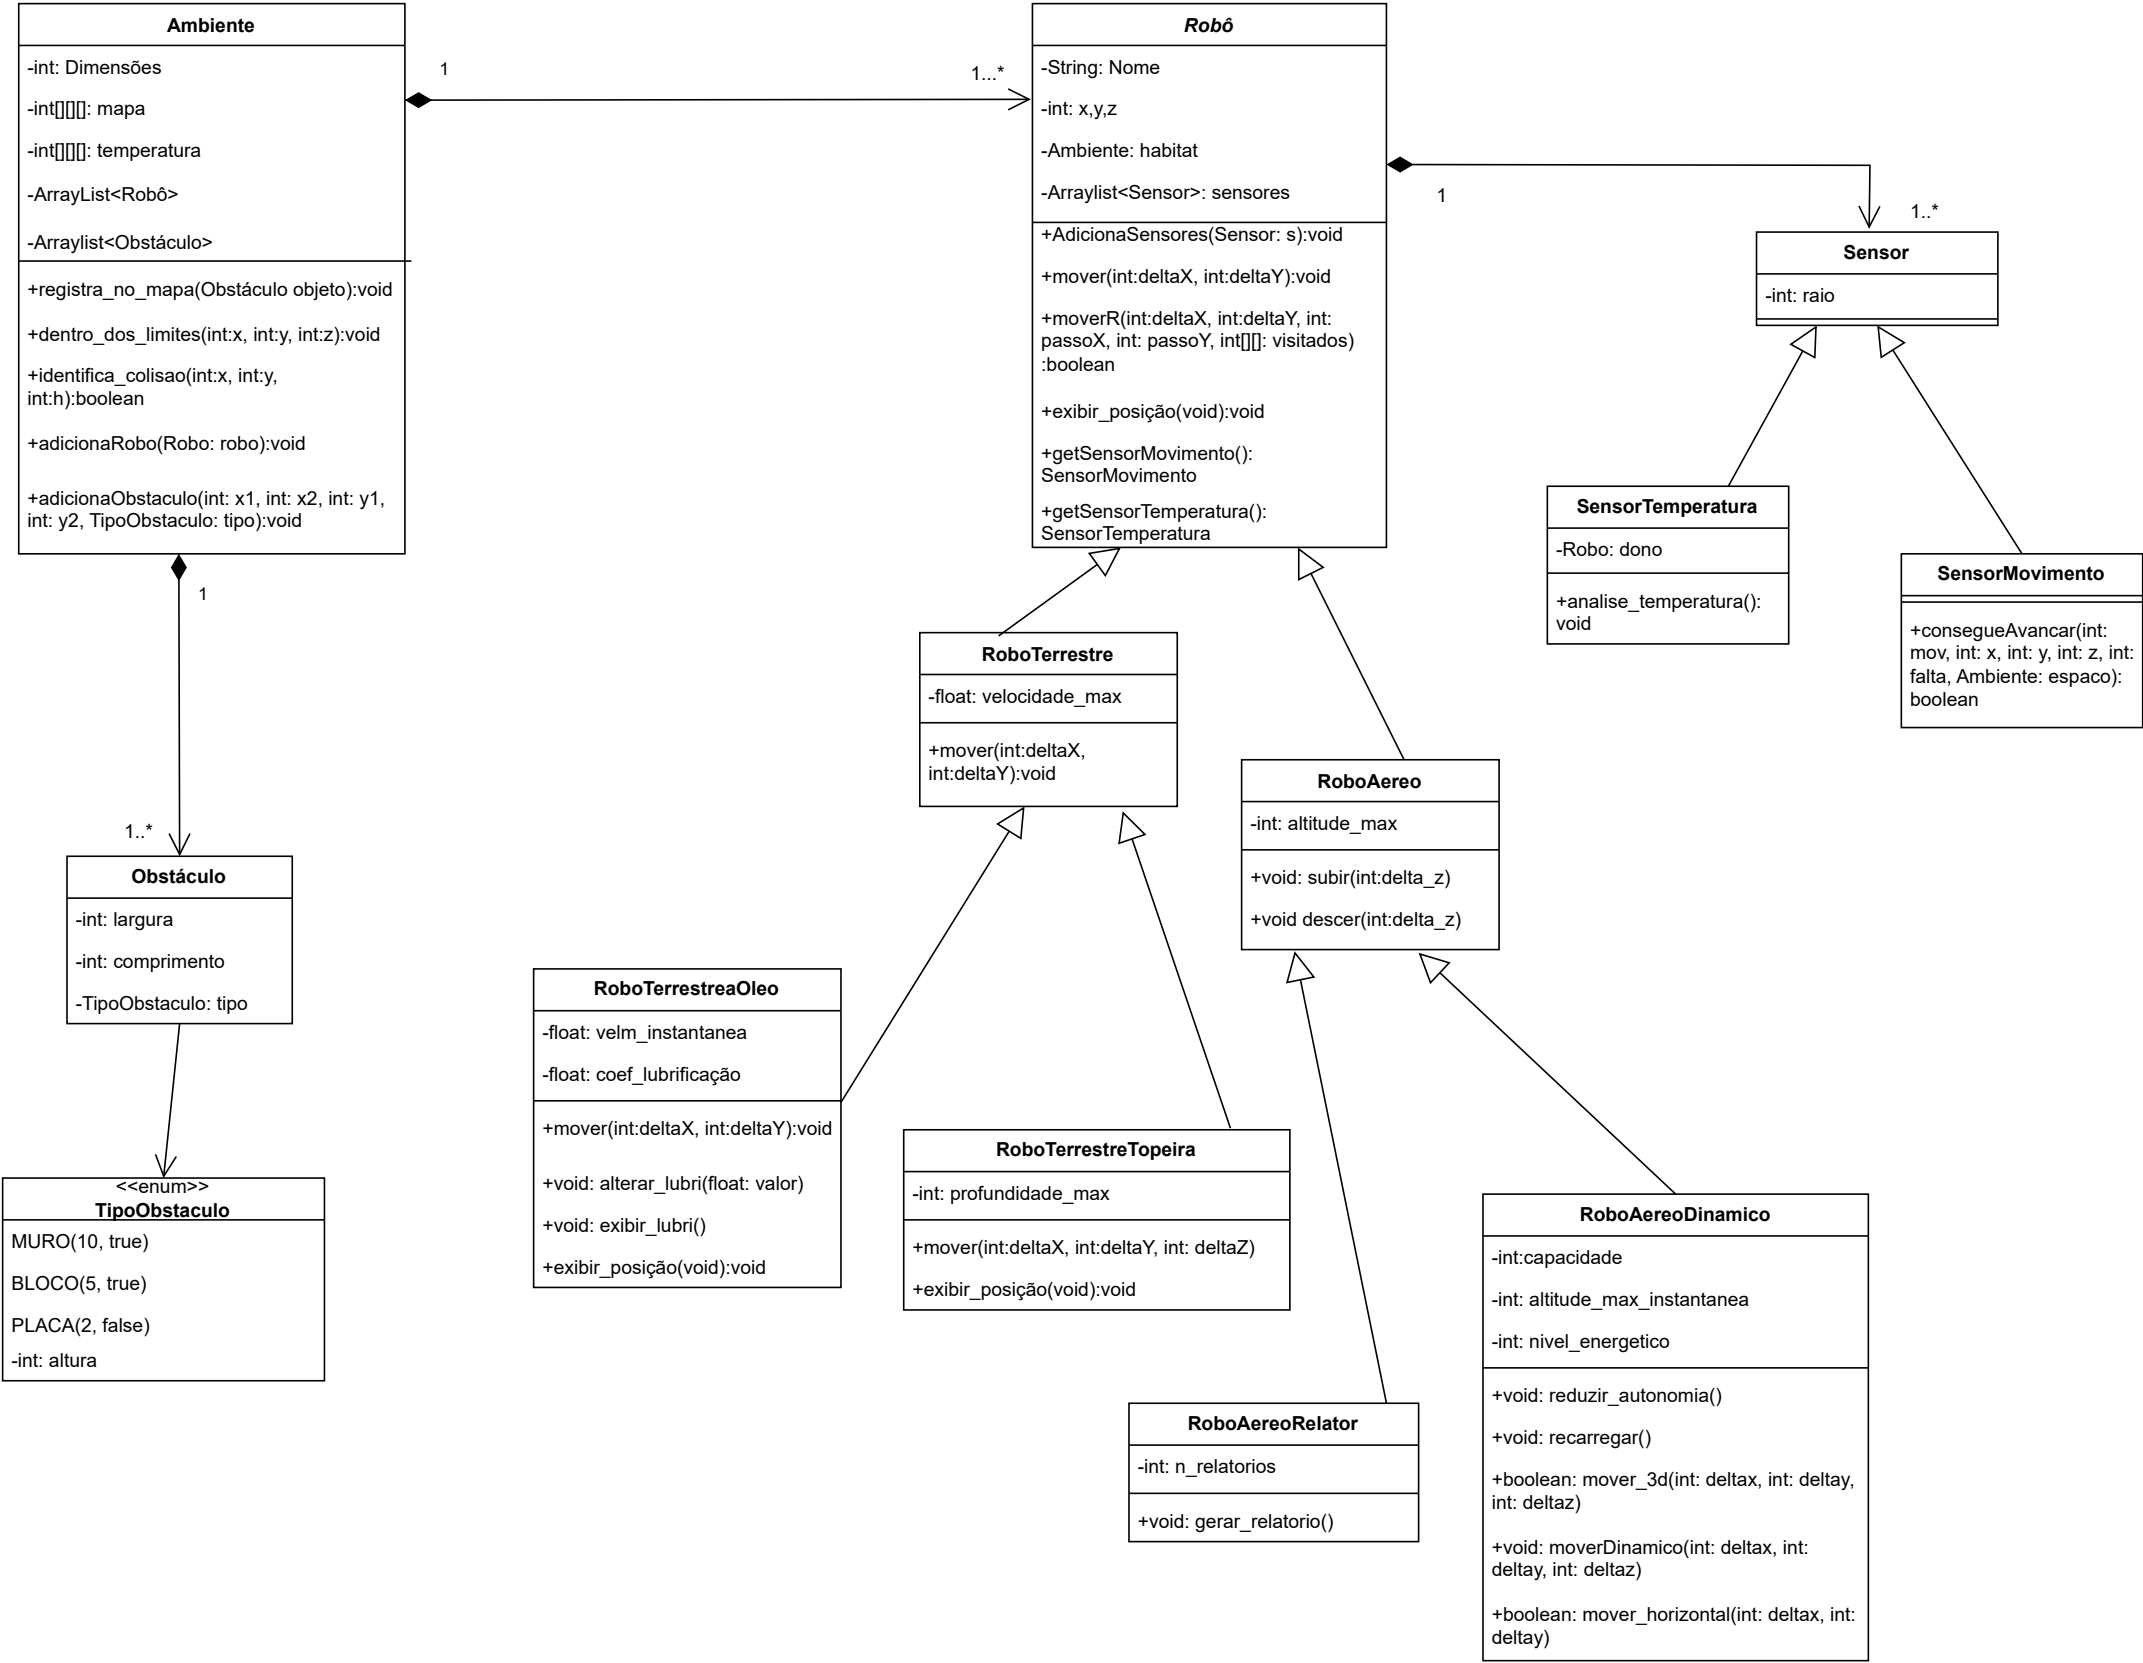 Ambiente
-int: Dimensões
-int[][][]: mapa
-int[][][]: temperatura
-ArrayList<Robô>
-Arraylist<Obstáculo>
+registra_no_mapa(Obstáculo objeto):void
+dentro_dos_limites(int:x, int:y, int:z):void
+identifica_colisao(int:x, int:y,
int:h):boolean
+adicionaRobo(Robo: robo):void
+adicionaObstaculo(int: x1, int: x2, int: y1,
int: y2, TipoObstaculo: tipo):void
1
1...*
Robô
-String: Nome
-int: x,y,z
-Ambiente: habitat
-Arraylist<Sensor>: sensores
+AdicionaSensores(Sensor: s):void
+mover(int:deltaX, int:deltaY):void
+moverR(int:deltaX, int:deltaY, int:
passoX, int: passoY, int[][]: visitados)
:boolean
+exibir_posição(void):void
+getSensorMovimento():
SensorMovimento
+getSensorTemperatura():
SensorTemperatura
1
1..*
Sensor
-int: raio
SensorTemperatura
-Robo: dono
+analise_temperatura():
void
SensorMovimento
+consegueAvancar(int:
mov, int: x, int: y, int: z, int:
falta, Ambiente: espaco):
boolean
1
1..*
Obstáculo
-int: largura
-int: comprimento
-TipoObstaculo: tipo
<<enum>>
TipoObstaculo
MURO(10, true)
BLOCO(5, true)
PLACA(2, false)
-int: altura
RoboTerrestre
-float: velocidade_max
+mover(int:deltaX,
int:deltaY):void
RoboAereo
-int: altitude_max
+void: subir(int:delta_z)
+void descer(int:delta_z)
RoboTerrestreaOleo
-float: velm_instantanea
-float: coef_lubrificação
+mover(int:deltaX, int:deltaY):void
+void: alterar_lubri(float: valor)
+void: exibir_lubri()
+exibir_posição(void):void
RoboTerrestreTopeira
-int: profundidade_max
+mover(int:deltaX, int:deltaY, int: deltaZ)
+exibir_posição(void):void
RoboAereoRelator
-int: n_relatorios
+void: gerar_relatorio()
RoboAereoDinamico
-int:capacidade
-int: altitude_max_instantanea
-int: nivel_energetico
+void: reduzir_autonomia()
+void: recarregar()
+boolean: mover_3d(int: deltax, int: deltay,
int: deltaz)
+void: moverDinamico(int: deltax, int:
deltay, int: deltaz)
+boolean: mover_horizontal(int: deltax, int:
deltay)